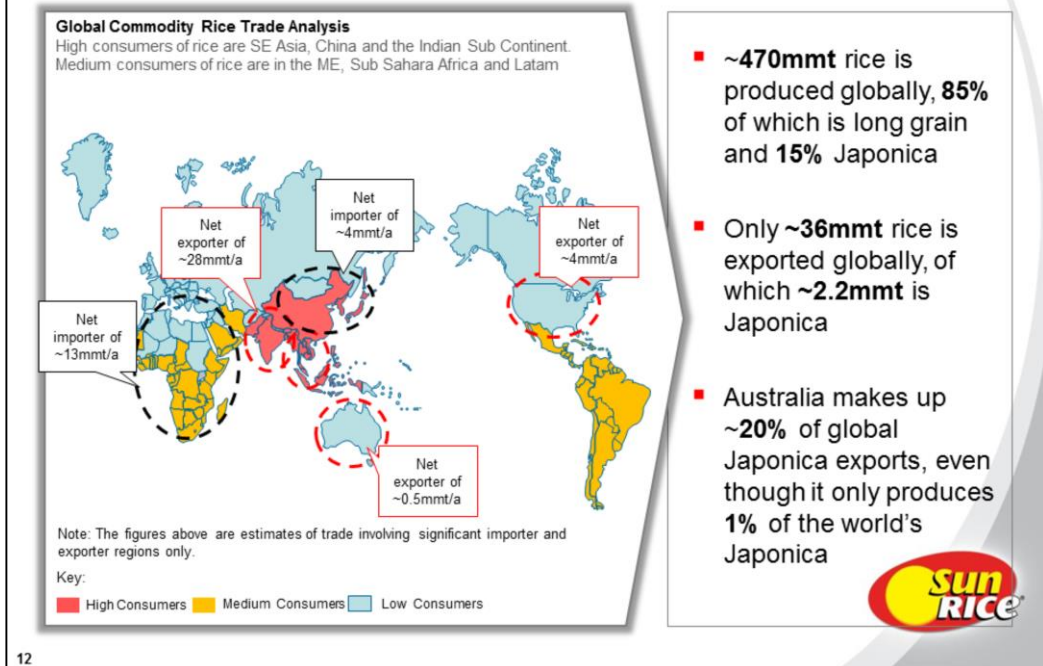 Global Commodity Rice Trade Analysis
High consumers of rice are SE Asia, China and the Indian Sub Continent.
Medium consumers of rice are in the ME, Sub Sahara Africa and Latam
Net
importer of
~4mmt/a
Net
exporter of
~28mmt/a
Net
exporter of
~4mmt/a
Net
importer of
~13mmt/a
Net
exporter of
~0.5mmt/a
Note: The figures above are estimates of trade involving significant importer and
exporter regions only.
Key:
High Consumers Medium Consumers Low Consumers
▪ ~470mmt rice is
produced globally, 85%
of which is long grain
and 15% Japonica
▪ Only ~36mmt rice is
exported globally, of
which ~2.2mmt is
Japonica
▪ Australia makes up
~20% of global
Japonica exports, even
though it only produces
1% of the world's
Japonica
sun
RICE
12